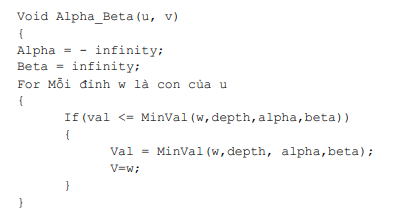 Void Alpha_Beta(u, v)
{
Alpha = - infinity;
Beta = infinity;
For Mỗi đỉnh w là con của u
{
If(val <= MinVal(w,depth,alpha,beta))
{
Val = MinVal(w,depth, alpha,beta);
V=w;
}
}